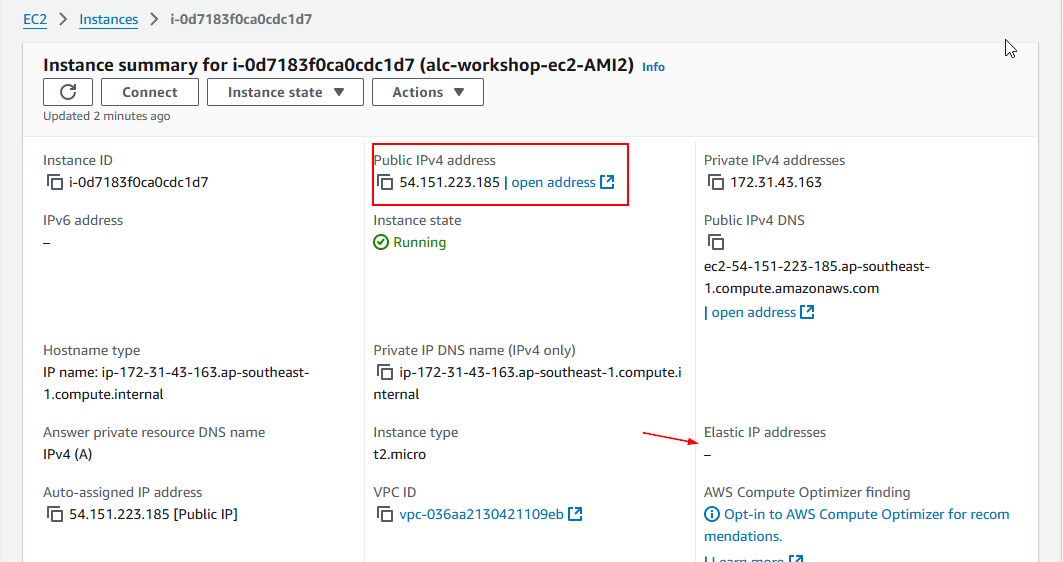 EC2 > Instances > i-0d7183f0ca0cdc1d7
Instance summary for i-0d7183f0ca0cdc1d7 (alc-workshop-ec2-AMI2) Info
Connect Instance state Actions
Updated 2 minutes ago
Instance ID
i-0d7183f0ca0cdc1d7
Public IPv4 address
54.151.223.185 | open address
Private IPv4 addresses
172.31.43.163
IPv6 address
–
Instance state
Running
Public IPv4 DNS
ec2-54-151-223-185.ap-southeast-
1.compute.amazonaws.com
| open address
Hostname type
IP name: ip-172-31-43-163.ap-southeast-
1.compute.internal
Private IP DNS name (IPv4 only)
ip-172-31-43-163.ap-southeast-1.compute.i
nternal
Answer private resource DNS name
IPv4 (A)
Instance type
t2.micro
Elastic IP addresses
–
Auto-assigned IP address
54.151.223.185 [Public IP]
VPC ID
vpc-036aa2130421109eb
AWS Compute Optimizer finding
Opt-in to AWS Compute Optimizer for recom
mendations.
| Learn more